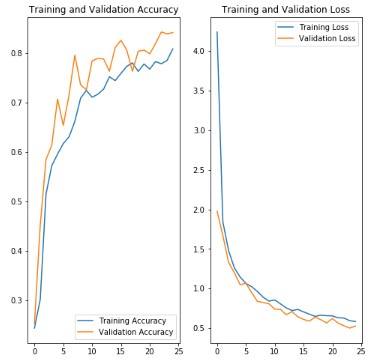 Training and Validation Accuracy
0.8
0.7
0.6
0.5
0.4
0.3
0 5 10 15 20 25
Training Accuracy
Validation Accuracy
Training and Validation Loss
4.0
3.5
3.0
2.5
2.0
1.5
1.0
0.5
0 5 10 15 20 25
Training Loss
Validation Loss